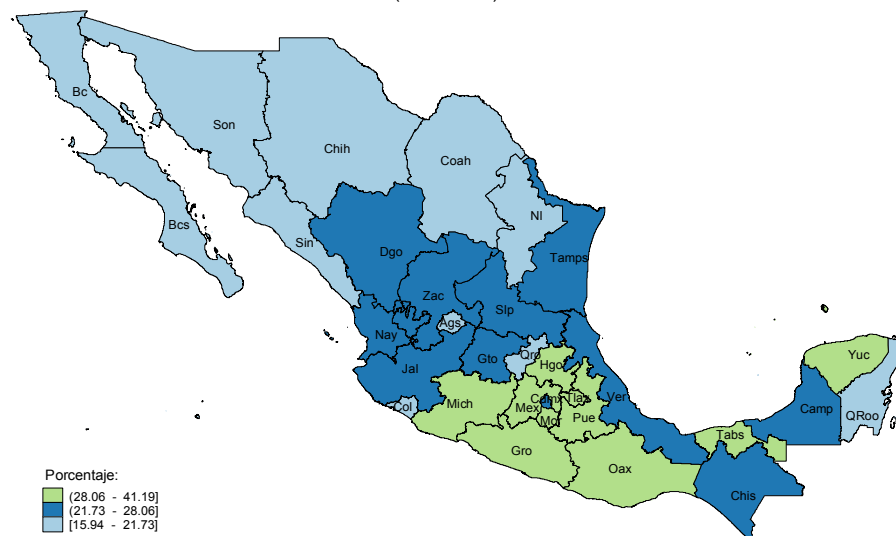 Bc
Son
Chih
Coah
Nl
Bcs
Sin
Dgo
Tamps
Zac
Slp
Ags
Nay
Jal
Gto
Qro
Hgo
Yuc
Col
Mich
Mex
Cdmx
Tlax
Mor
Pue
Ver
Camp
QRoo
Tabs
Gro
Oax
Chis
Porcentaje:
(28.06 - 41.19]
(21.73 - 28.06]
[15.94 - 21.73]